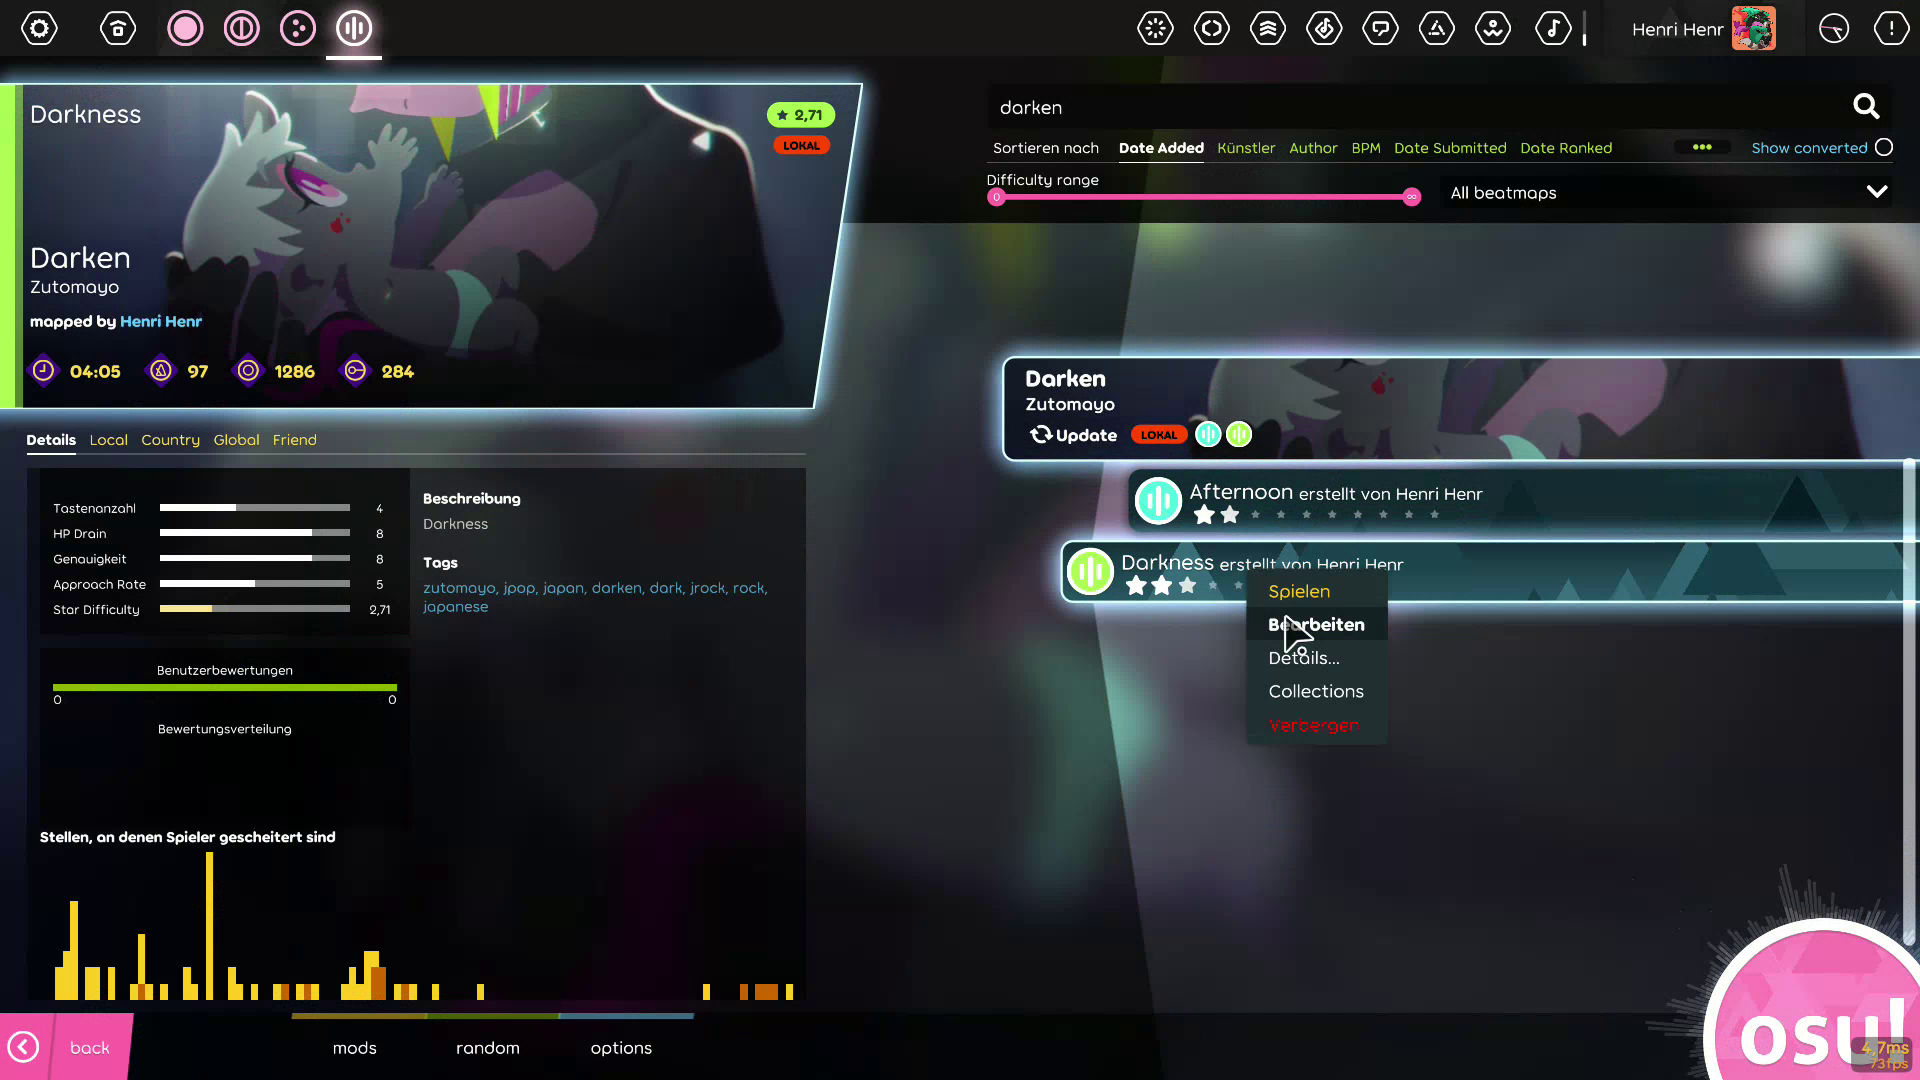 Henri Henr
Darkness
2,71
LOKAL
Darken
Zutomayo
mapped by Henri Henr
04:05 97 1286 284
Details Local Country Global Friend
Tastenanzahl 4
HP Drain 8
Genauigkeit 8
Approach Rate 5
Star Difficulty 2,71
Beschreibung
Darkness
Tags
zutomayo, jpop, japan, darken, dark, jrock, rock,
japanese
Benutzerbewertungen
0 0
Bewertungsverteilung
Stellen, an denen Spieler gescheitert sind
darken
Sortieren nach Date Added Künstler Author BPM Date Submitted Date Ranked ••• Show converted
Difficulty range
0 ∞
All beatmaps
Darken
Zutomayo
Update LOKAL
Afternoon erstellt von Henri Henr
Darkness erstellt von Henri Henr
Spielen
Bearbeiten
Details...
Collections
Verbergen
back mods random options
osu!
4,7ms
73fps